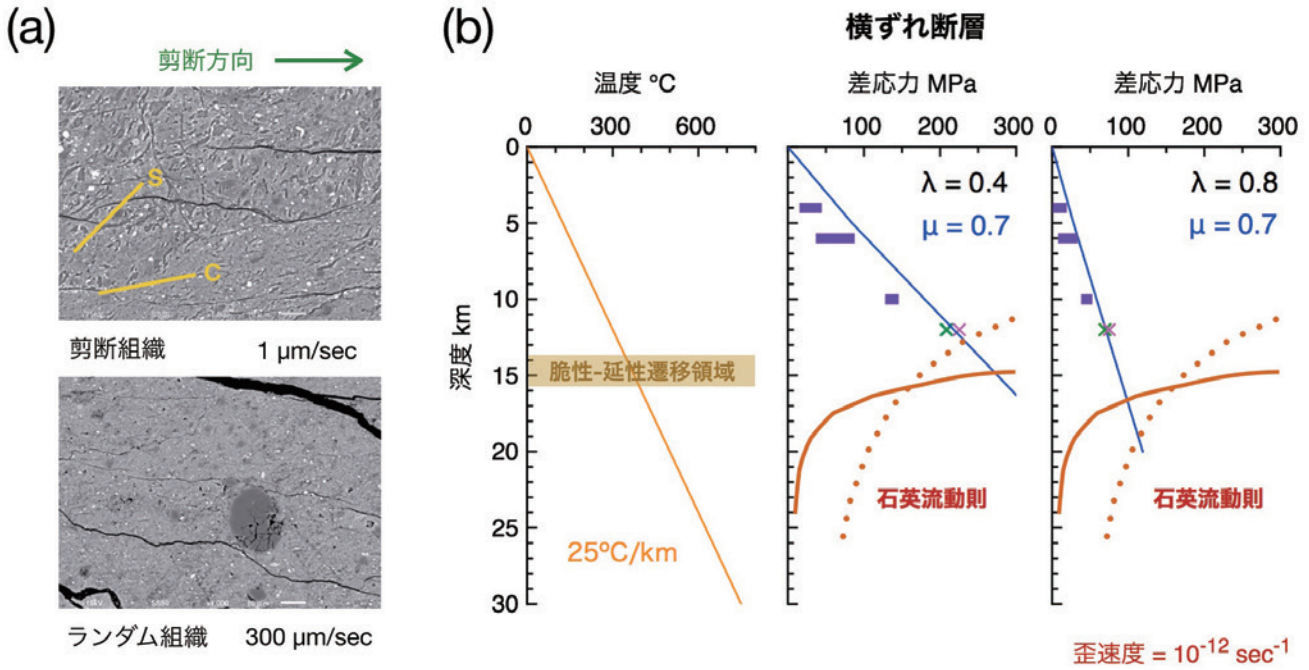 (a)
剪断方向
S
C
剪断組織 1 μm/sec
ランダム組織 300 μm/sec
(b)
横ずれ断層
温度 ℃
差応力 MPa
差応力 MPa
0 300 600
100 200 300
0 100 200 300
深度 km
0
5
10
15
20
25
30
脆性-延性遷移領域
25℃/km
λ = 0.4
μ = 0.7
石英流動則
λ = 0.8
μ = 0.7
石英流動則
歪速度 = 10⁻¹² sec⁻¹